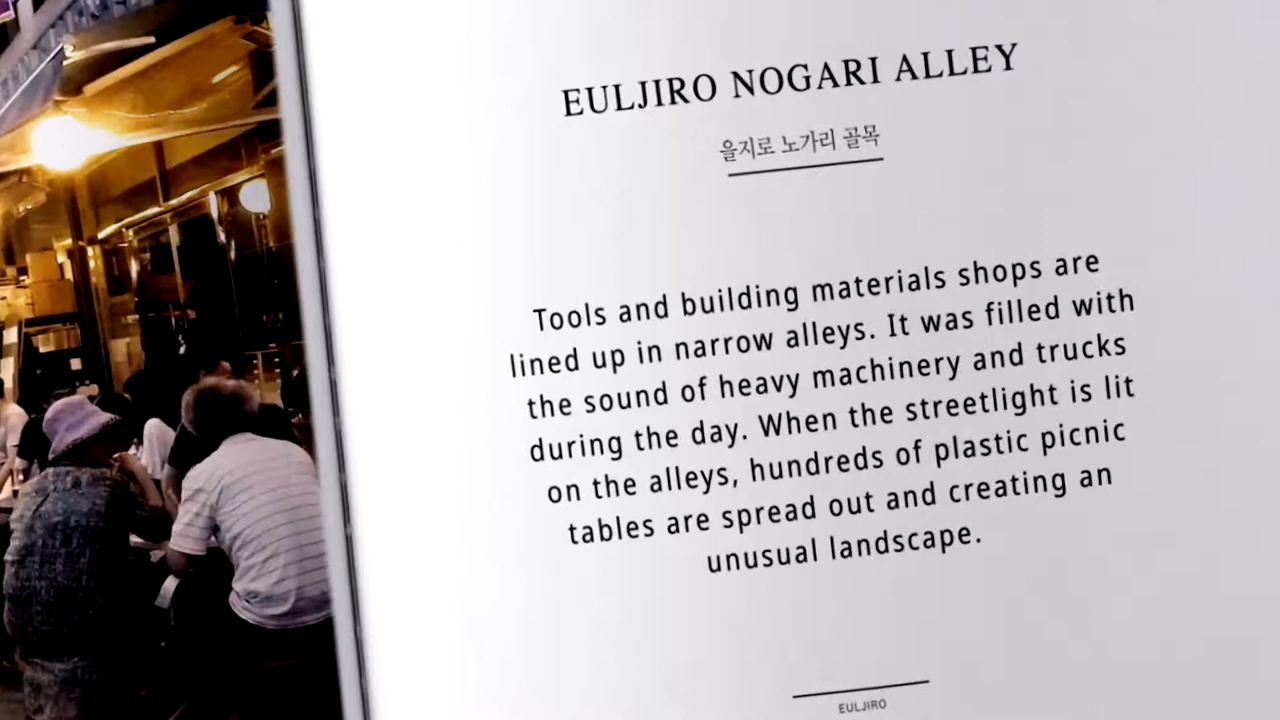 EULJIRO NOGARI ALLEY
을지로 노가리 골목
Tools and building materials shops are
lined up in narrow alleys. It was filled with
the sound of heavy machinery and trucks
during the day. When the streetlight is lit
on the alleys, hundreds of plastic picnic
tables are spread out and creating an
unusual landscape.
EULJIRO